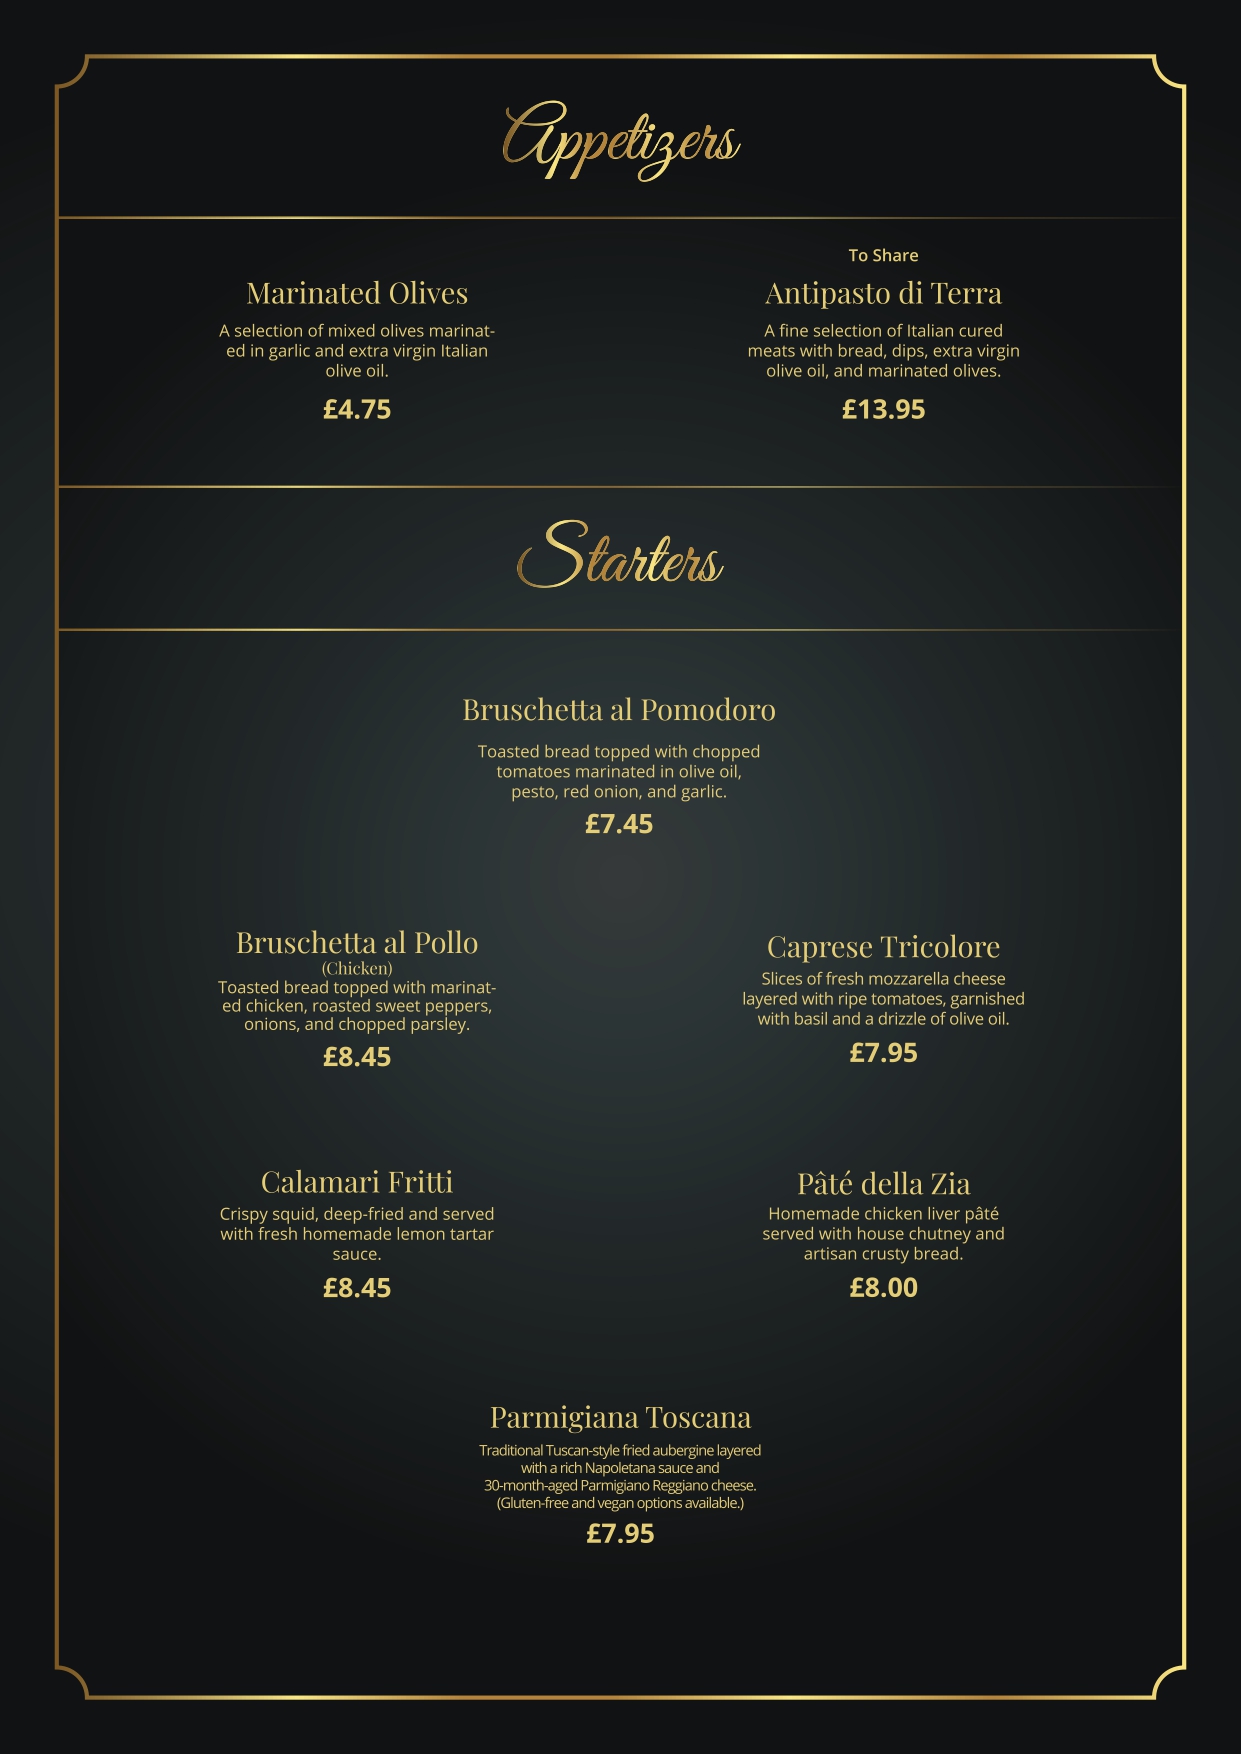 Appetizers
Marinated Olives
A selection of mixed olives marinat-
ed in garlic and extra virgin Italian
olive oil.
£4.75
To Share
Antipasto di Terra
A fine selection of Italian cured
meats with bread, dips, extra virgin
olive oil, and marinated olives.
£13.95
Starters
Bruschetta al Pomodoro
Toasted bread topped with chopped
tomatoes marinated in olive oil,
pesto, red onion, and garlic.
£7.45
Bruschetta al Pollo
(Chicken)
Toasted bread topped with marinat-
ed chicken, roasted sweet peppers,
onions, and chopped parsley.
£8.45
Caprese Tricolore
Slices of fresh mozzarella cheese
layered with ripe tomatoes, garnished
with basil and a drizzle of olive oil.
£7.95
Calamari Fritti
Crispy squid, deep-fried and served
with fresh homemade lemon tartar
sauce.
£8.45
Pâté della Zia
Homemade chicken liver pâté
served with house chutney and
artisan crusty bread.
£8.00
Parmigiana Toscana
Traditional Tuscan-style fried aubergine layered
with a rich Napoletana sauce and
30-month-aged Parmigiano Reggiano cheese.
(Gluten-free and vegan options available.)
£7.95